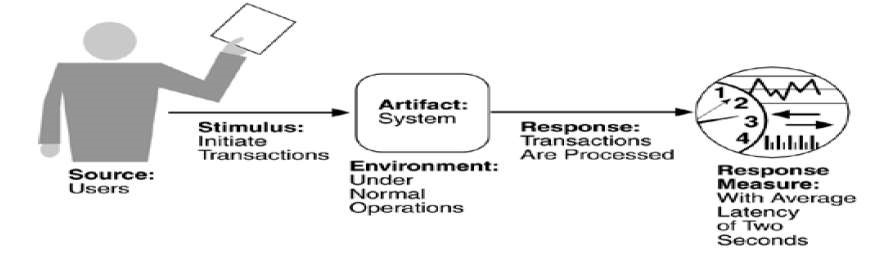 Source:
Users
Stimulus:
Initiate
Transactions
Artifact:
System
Environment:
Under
Normal
Operations
Response:
Transactions
Are Processed
1
2
3
4
Response
Measure:
With Average
Latency
of Two
Seconds